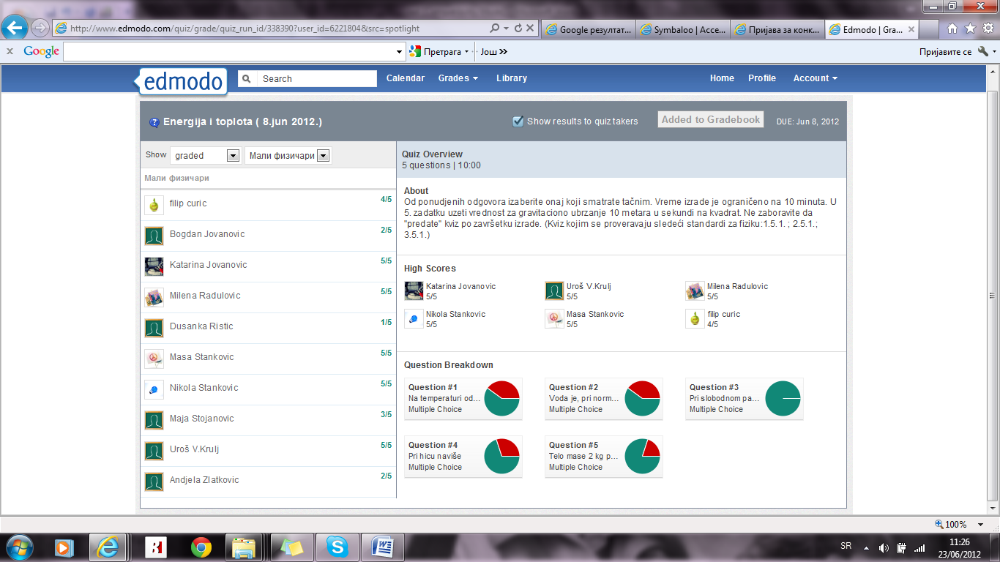 http://www.edmodo.com/quiz/grade/quiz_run_id/338390?user_id=6221804&src=spotlight
Google резултат...
Symbaloo | Acce...
Пријава за конк...
Edmodo | Gra...
x Google Претрага Још »
Пријавите се
edmodo
Search
Calendar Grades Library
Home Profile Account
Energija i toplota ( 8.jun 2012.)
Show results to quiz takers
Added to Gradebook
DUE: Jun 8, 2012
Show graded Мали физичари
Мали физичари
filip curic 4/5
Bogdan Jovanovic 2/5
Katarina Jovanovic 5/5
Milena Radulovic 5/5
Dusanka Ristic 1/5
Masa Stankovic 5/5
Nikola Stankovic 5/5
Maja Stojanovic 3/5
Uroš V.Krulj 5/5
Andjela Zlatkovic 2/5
Quiz Overview
5 questions | 10:00
About
Od ponudjenih odgovora izaberite onaj koji smatrate tačnim. Vreme izrade je ograničeno na 10 minuta. U
5. zadatku uzeti vrednost za gravitaciono ubrzanje 10 metara u sekundi na kvadrat. Ne zaboravite da
"predate" kviz po završetku izrade. (Kviz kojim se proveravaju sledeći standardi za fiziku:1.5.1. ; 2.5.1.;
3.5.1.)
High Scores
Katarina Jovanovic
5/5
Uroš V.Krulj
5/5
Milena Radulovic
5/5
Nikola Stankovic
5/5
Masa Stankovic
5/5
filip curic
4/5
Question Breakdown
Question #1
Na temperaturi od...
Multiple Choice
Question #2
Voda je, pri norm...
Multiple Choice
Question #3
Pri slobodnom pa...
Multiple Choice
Question #4
Pri hicu naviše
Multiple Choice
Question #5
Telo mase 2 kg p...
Multiple Choice
100%
SR
11:26
23/06/2012